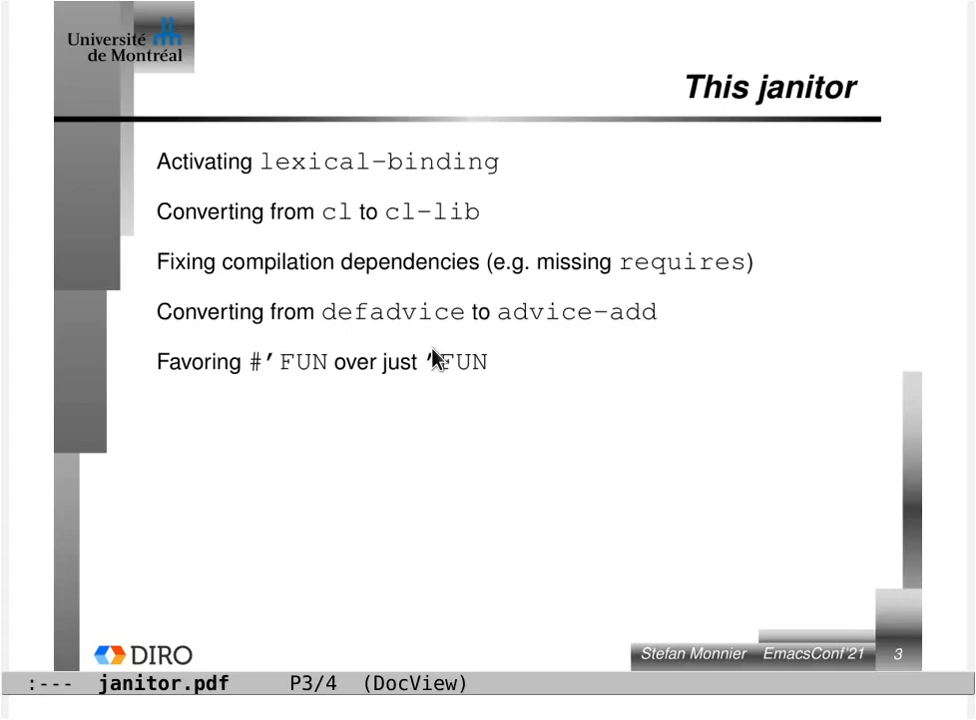 Université
de Montréal
This janitor
Activating lexical-binding
Converting from cl to cl-lib
Fixing compilation dependencies (e.g. missing requires)
Converting from defadvice to advice-add
Favoring #'FUN over just 'FUN
DIRO
Stefan Monnier EmacsConf'21 3
:--- janitor.pdf P3/4 (DocView)